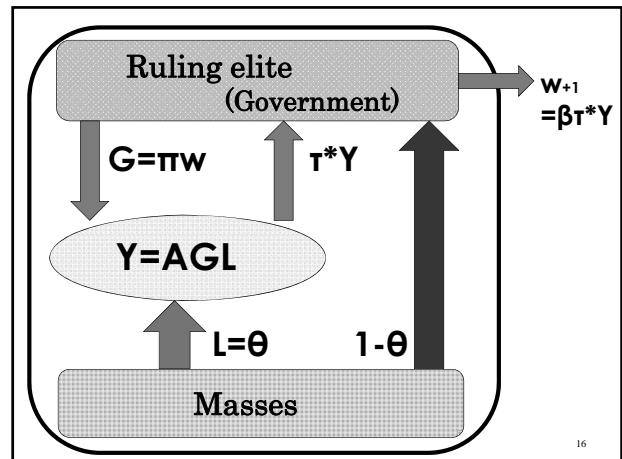 Ruling elite
(Government)
w+1
=βτ*Y
G=πw
τ*Y
Y=AGL
L=θ
1-θ
Masses
16